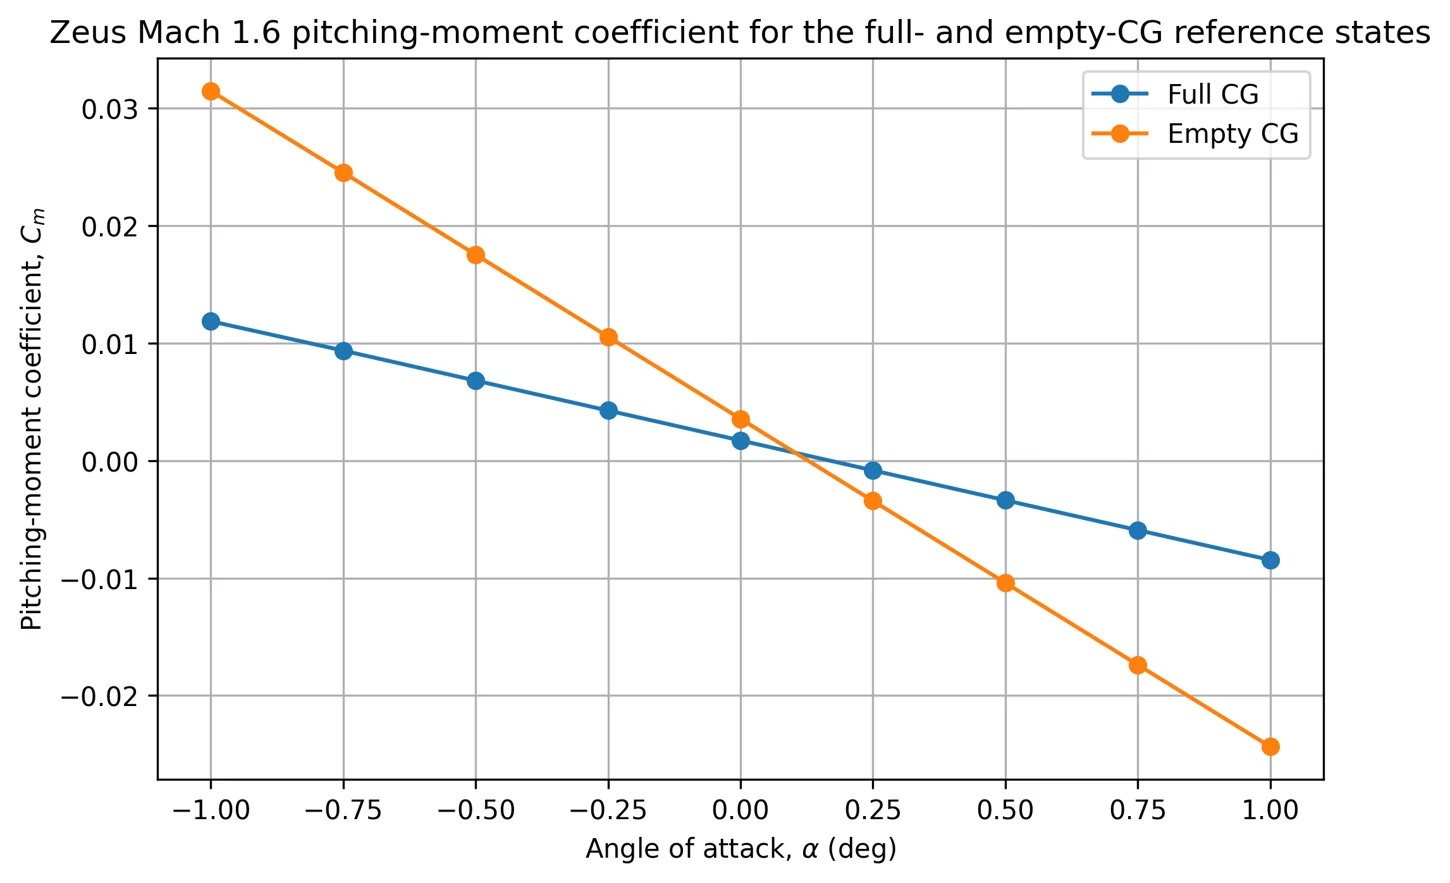 Zeus Mach 1.6 pitching-moment coefficient for the full- and empty-CG reference states
Full CG
Empty CG
Pitching-moment coefficient, Cₘ
0.03
0.02
0.01
0.00
−0.01
−0.02
−1.00 −0.75 −0.50 −0.25 0.00 0.25 0.50 0.75 1.00
Angle of attack, α (deg)